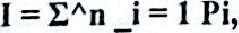 I = Σ^n _i = 1 Pi,